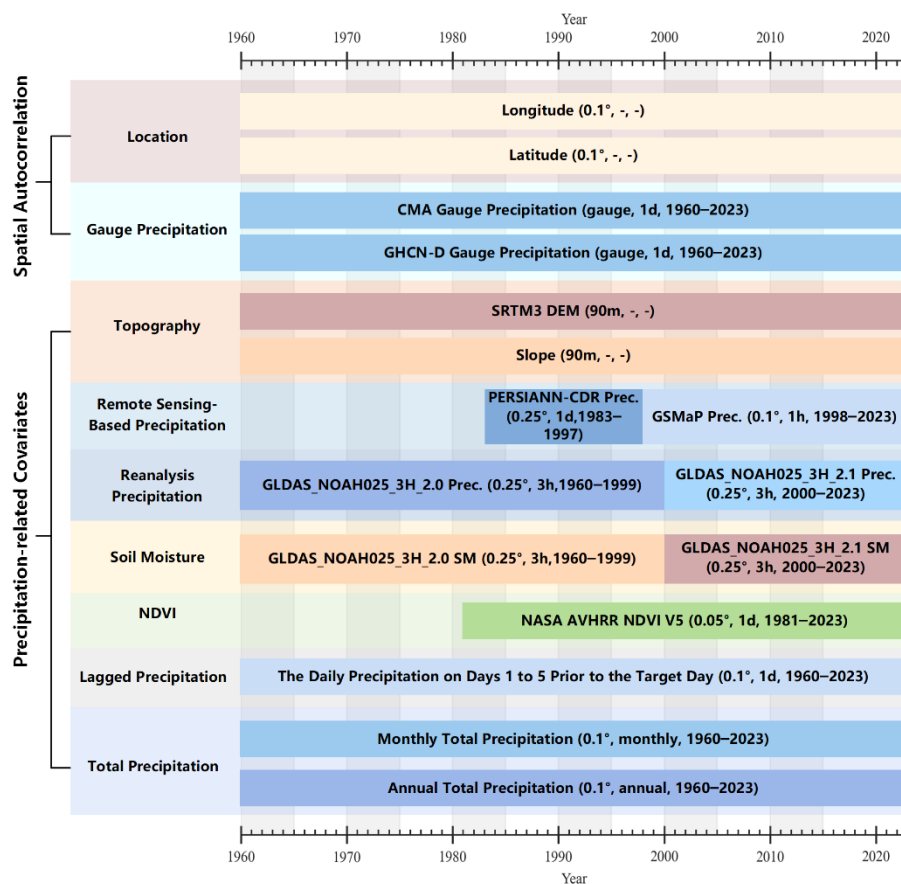 Year
1960 1970 1980 1990 2000 2010 2020
Spatial Autocorrelation
Location
Longitude (0.1°, -, -)
Latitude (0.1°, -, -)
Gauge Precipitation
CMA Gauge Precipitation (gauge, 1d, 1960–2023)
GHCN-D Gauge Precipitation (gauge, 1d, 1960–2023)
Precipitation-related Covariates
Topography
SRTM3 DEM (90m, -, -)
Slope (90m, -, -)
Remote Sensing-
Based Precipitation
PERSIANN-CDR Prec.
(0.25°, 1d,1983–
1997)
GSMaP Prec. (0.1°, 1h, 1998–2023)
Reanalysis
Precipitation
GLDAS_NOAH025_3H_2.0 Prec. (0.25°, 3h,1960–1999)
GLDAS_NOAH025_3H_2.1 Prec.
(0.25°, 3h, 2000–2023)
Soil Moisture
GLDAS_NOAH025_3H_2.0 SM (0.25°, 3h,1960–1999)
GLDAS_NOAH025_3H_2.1 SM
(0.25°, 3h, 2000–2023)
NDVI
NASA AVHRR NDVI V5 (0.05°, 1d, 1981–2023)
Lagged Precipitation
The Daily Precipitation on Days 1 to 5 Prior to the Target Day (0.1°, 1d, 1960–2023)
Total Precipitation
Monthly Total Precipitation (0.1°, monthly, 1960–2023)
Annual Total Precipitation (0.1°, annual, 1960–2023)
1960 1970 1980 1990 2000 2010 2020
Year